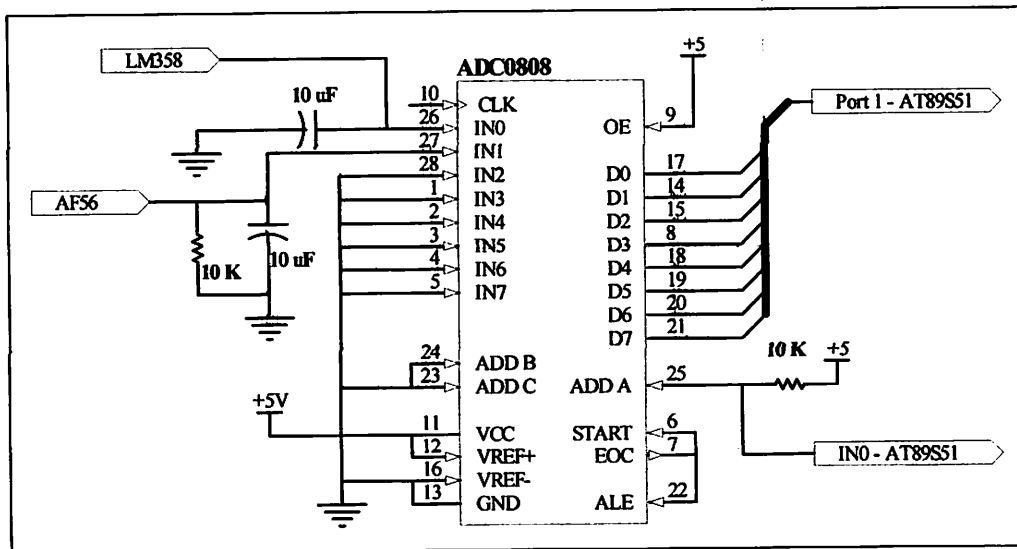 LM358
ADC0808
+5
10 uF
10
CLK
Port 1 - AT89S51
26
IN0
OE
9
27
IN1
28
IN2
D0
17
1
IN3
D1
14
AF56
2
IN4
D2
15
3
IN5
D3
8
10 K
10 uF
4
IN6
D4
18
5
IN7
D5
19
D6
20
D7
21
10 K
+5
24
ADD B
23
ADD C
ADD A
25
+5V
11
VCC
START
6
12
VREF+
EOC
7
IN0 - AT89S51
16
VREF-
13
GND
ALE
22